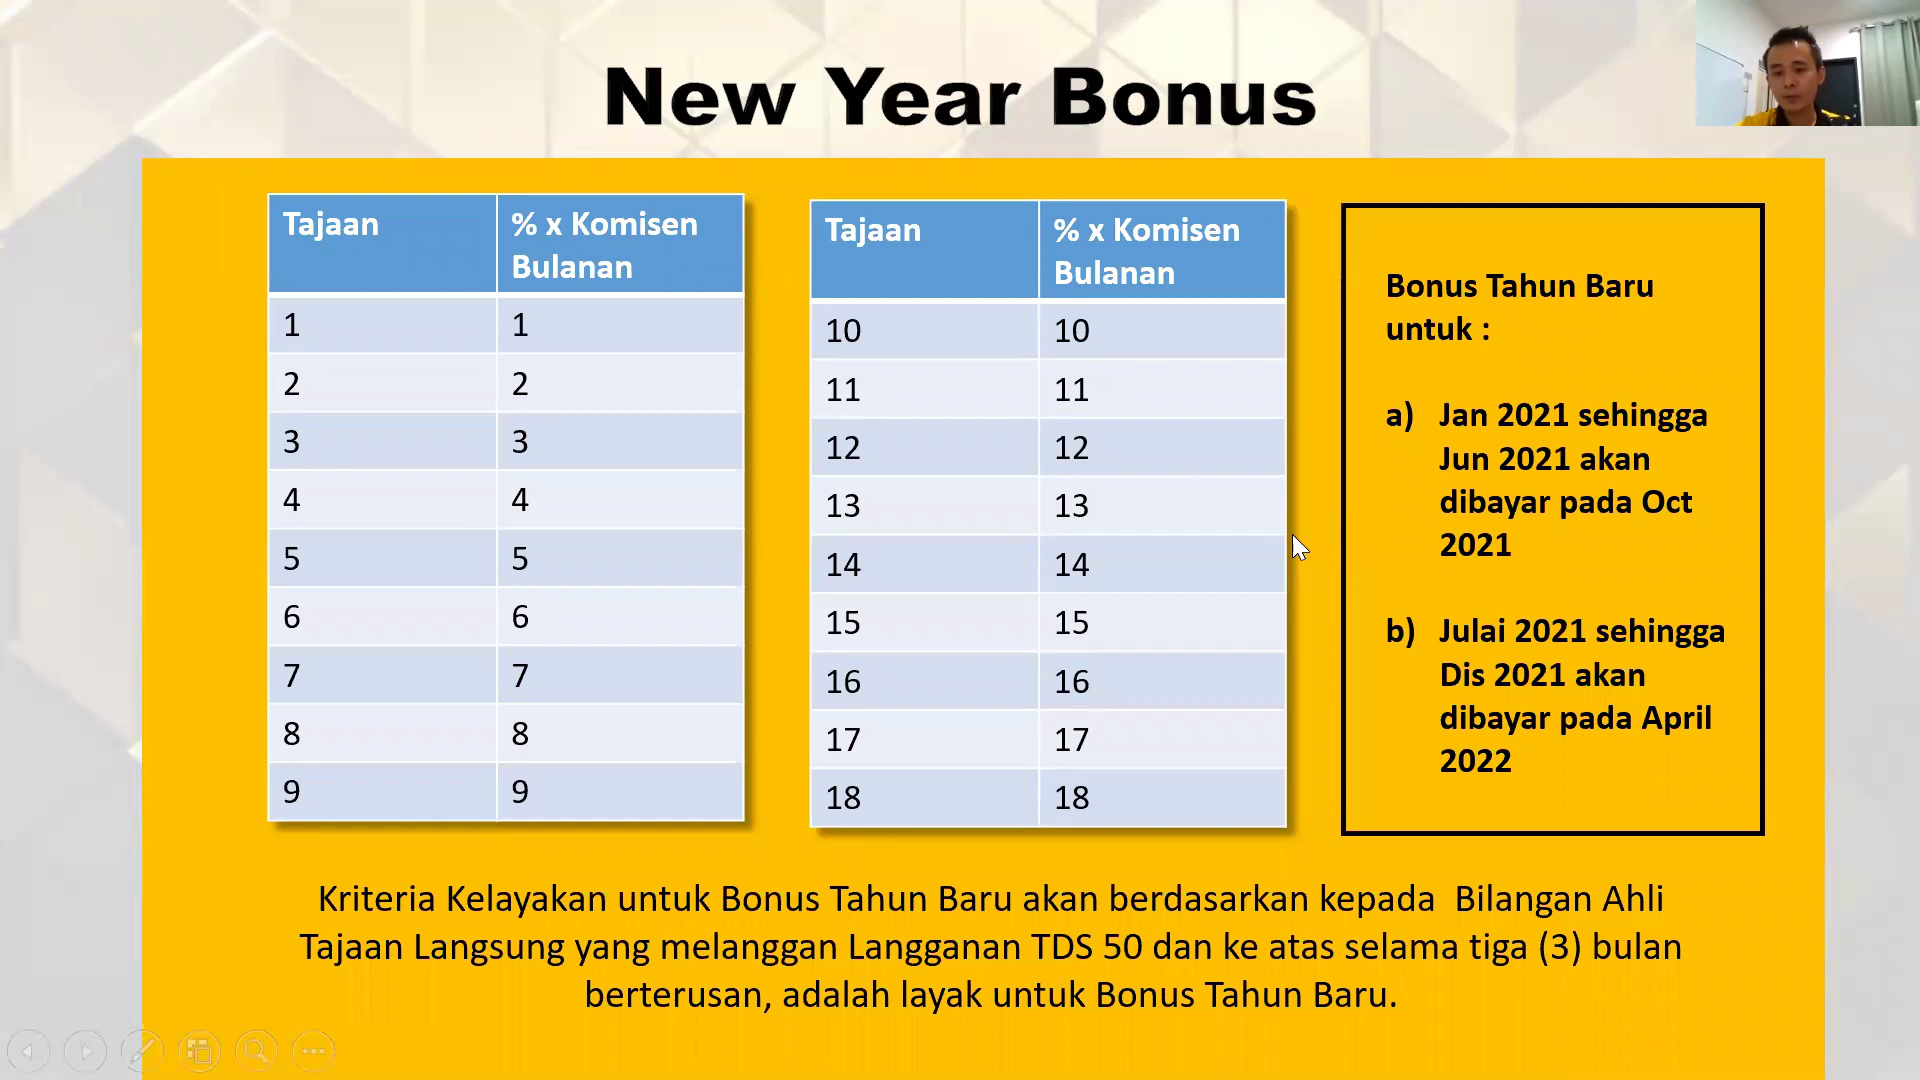 New Year Bonus
Tajaan % x Komisen
Bulanan
1 1
2 2
3 3
4 4
5 5
6 6
7 7
8 8
9 9
Tajaan % x Komisen
Bulanan
10 10
11 11
12 12
13 13
14 14
15 15
16 16
17 17
18 18
Bonus Tahun Baru
untuk :
a) Jan 2021 sehingga
Jun 2021 akan
dibayar pada Oct
2021
b) Julai 2021 sehingga
Dis 2021 akan
dibayar pada April
2022
Kriteria Kelayakan untuk Bonus Tahun Baru akan berdasarkan kepada Bilangan Ahli
Tajaan Langsung yang melanggan Langganan TDS 50 dan ke atas selama tiga (3) bulan
berterusan, adalah layak untuk Bonus Tahun Baru.